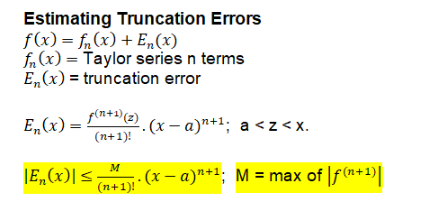 Estimating Truncation Errors
f(x) = fₙ(x) + Eₙ(x)
fₙ(x) = Taylor series n terms
Eₙ(x) = truncation error
Eₙ(x) = f⁽ⁿ⁺¹⁾(z)/(n+1)! . (x − a)ⁿ⁺¹; a < z < x.
|Eₙ(x)| ≤ M/(n+1)! . (x − a)ⁿ⁺¹; M = max of |f⁽ⁿ⁺¹⁾|